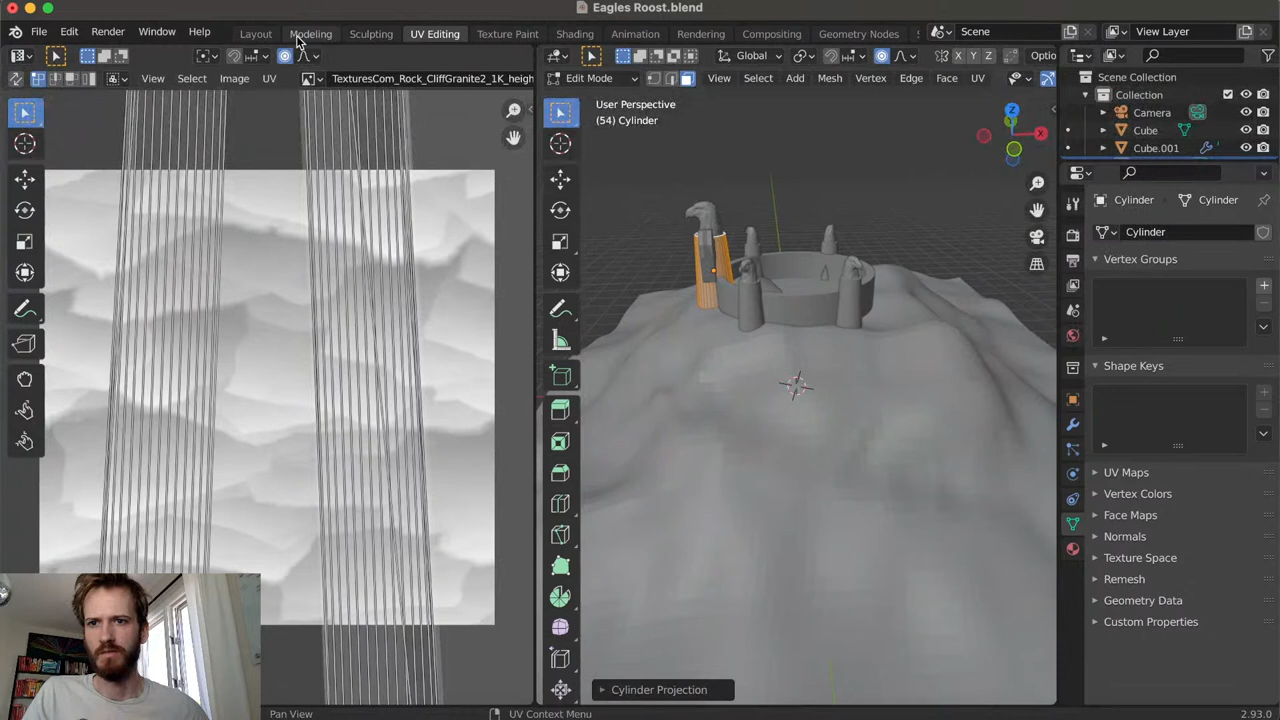 Eagles Roost.blend
File Edit Render Window Help Layout Modeling Sculpting UV Editing Texture Paint Shading Animation Rendering Compositing Geometry Nodes Scene View Layer
Global X Y Z Optio
View Select Image UV TexturesCom_Rock_CliffGranite2_1K_heigh
Edit Mode View Select Add Mesh Vertex Edge Face UV
User Perspective
(54) Cylinder
Z
X
Scene Collection
Collection
Camera
Cube
Cube.001
Cylinder Cylinder
Cylinder
Vertex Groups
Shape Keys
UV Maps
Vertex Colors
Face Maps
Normals
Texture Space
Remesh
Geometry Data
Custom Properties
Cylinder Projection
Pan View UV Context Menu 2.93.0